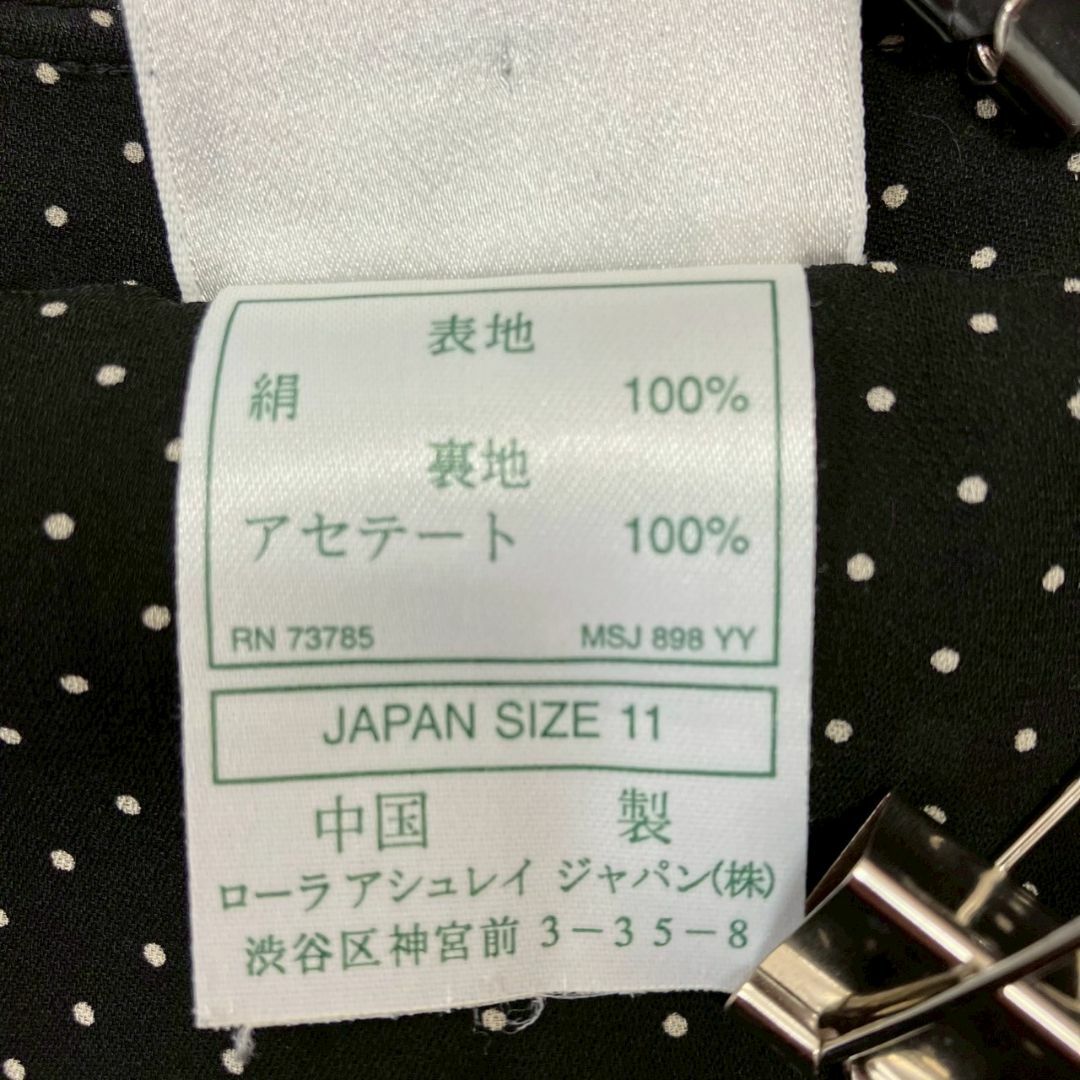 表地
絹 100%
裏地
アセテート 100%
RN 73785 MSJ 898 YY
JAPAN SIZE 11
中国 製
ローラ アシュレイ ジャパン(株)
渋谷区神宮前 3-35-8